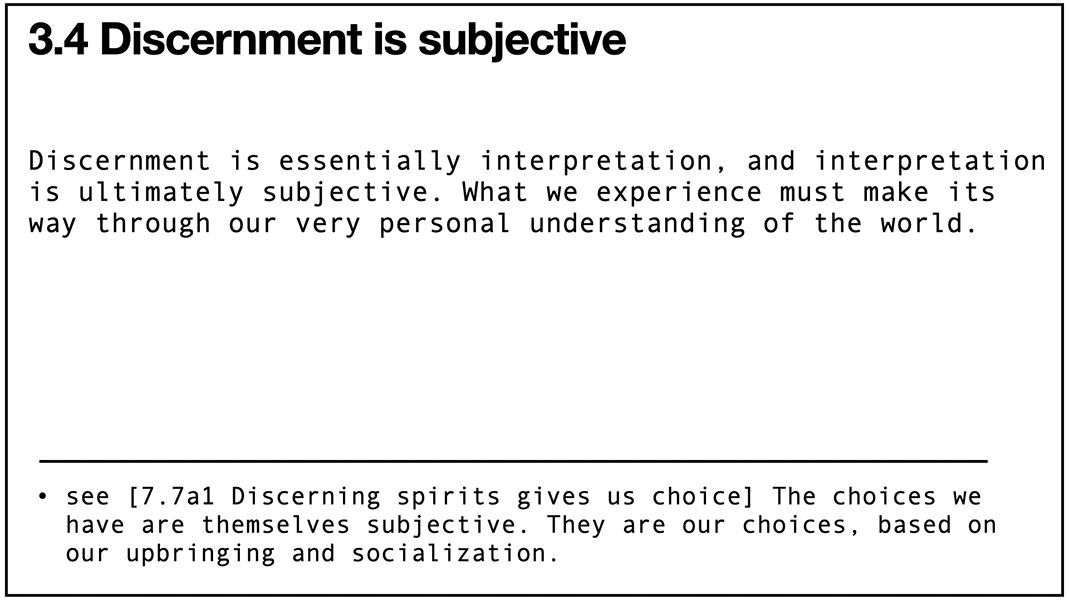 3.4 Discernment is subjective
Discernment is essentially interpretation, and interpretation
is ultimately subjective. What we experience must make its
way through our very personal understanding of the world.
• see [7.7a1 Discerning spirits gives us choice] The choices we
have are themselves subjective. They are our choices, based on
our upbringing and socialization.